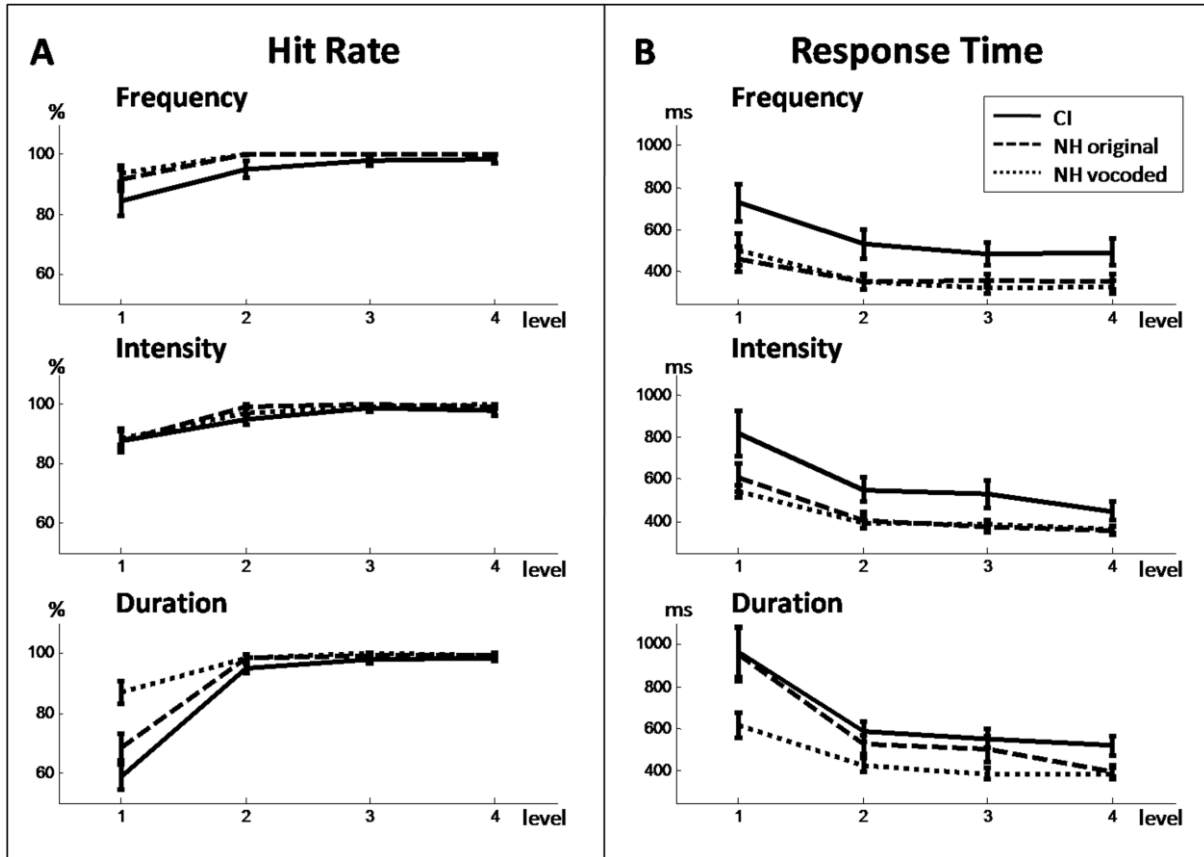 A Hit Rate
Frequency
%
100
80
60
1 2 3 4 level
Intensity
%
100
80
60
1 2 3 4 level
Duration
%
100
80
60
1 2 3 4 level
B Response Time
Frequency
ms
1000
800
600
400
1 2 3 4 level
CI
NH original
NH vocoded
Intensity
ms
1000
800
600
400
1 2 3 4 level
Duration
ms
1000
800
600
400
1 2 3 4 level